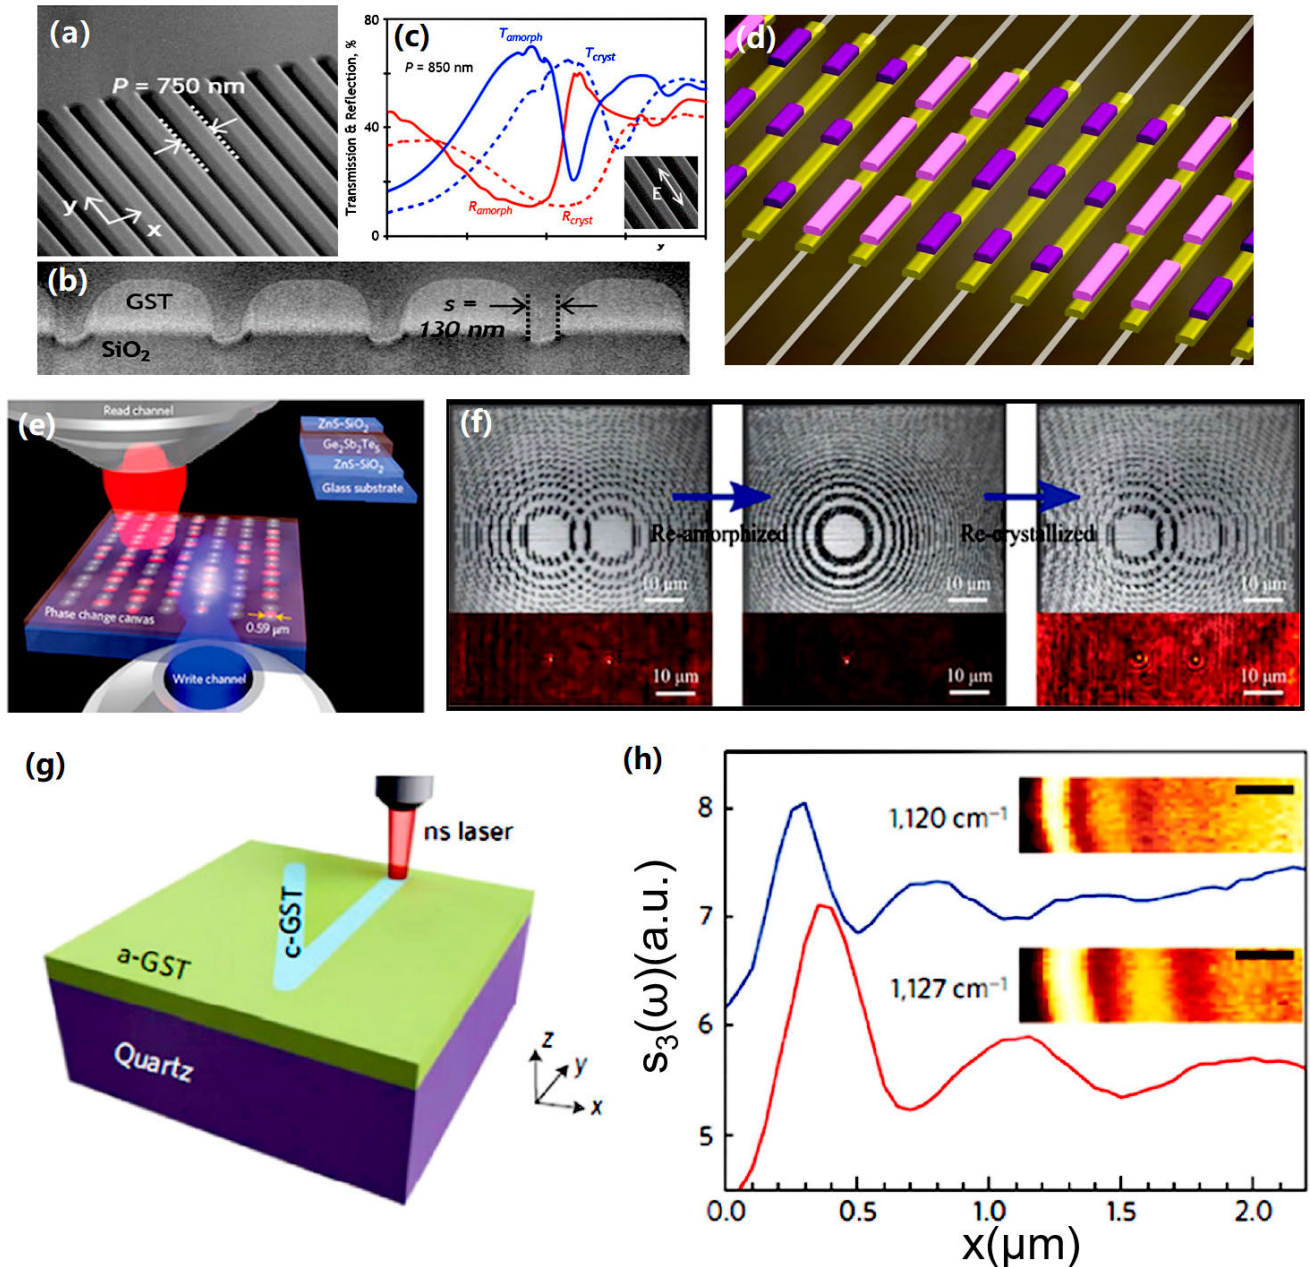 (a)
P = 750 nm
y
x
(b)
GST
s =
130 nm
SiO₂
(c)
80
40
0
Transmission & Reflection, %
P = 850 nm
T_amorph
T_cryst
R_amorph
R_cryst
E
(d)
(e)
Read channel
ZnS-SiO₂
Ge₂Sb₂Te₅
ZnS-SiO₂
Glass substrate
Phase change canvas
0.59 µm
Write channel
(f)
Re-amorphized
Re-crystallized
10 µm
10 µm
10 µm
10 µm
10 µm
10 µm
(g)
ns laser
c-GST
a-GST
Quartz
z
y
x
(h)
8
7
6
5
s₃(ω)(a.u.)
1,120 cm⁻¹
1,127 cm⁻¹
0.0
0.5
1.0
1.5
2.0
x(µm)